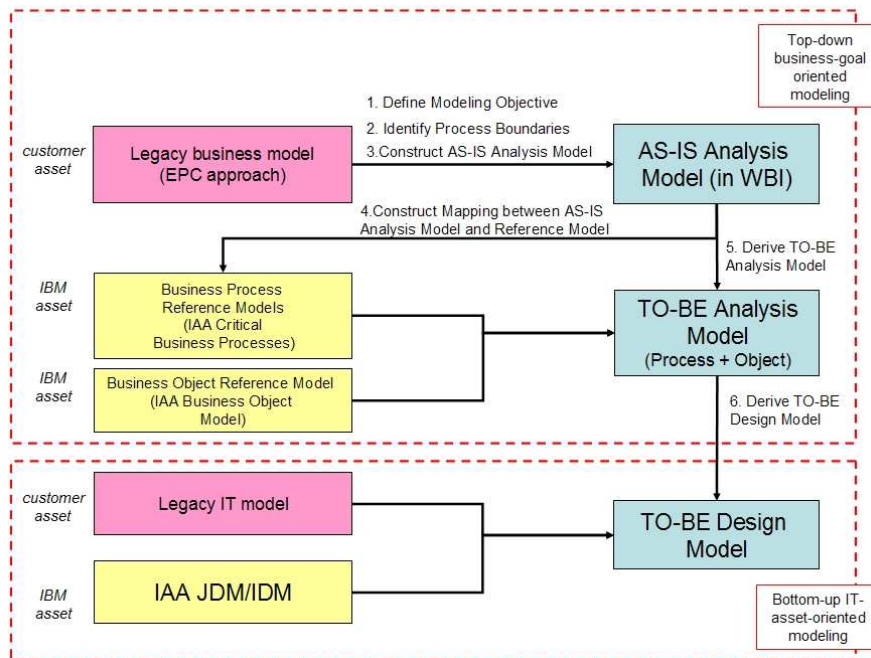 Top-down
business-goal
oriented
modeling
1. Define Modeling Objective
2. Identify Process Boundaries
3.Construct AS-IS Analysis Model
customer
asset
Legacy business model
(EPC approach)
AS-IS Analysis
Model (in WBI)
4.Construct Mapping between AS-IS
Analysis Model and Reference Model
5. Derive TO-BE
Analysis Model
IBM
asset
Business Process
Reference Models
(IAA Critical
Business Processes)
TO-BE Analysis
Model
(Process + Object)
IBM
asset
Business Object Reference Model
(IAA Business Object
Model)
6. Derive TO-BE
Design Model
customer
asset
Legacy IT model
TO-BE Design
Model
IBM
asset
IAA JDM/IDM
Bottom-up IT-
asset-oriented
modeling